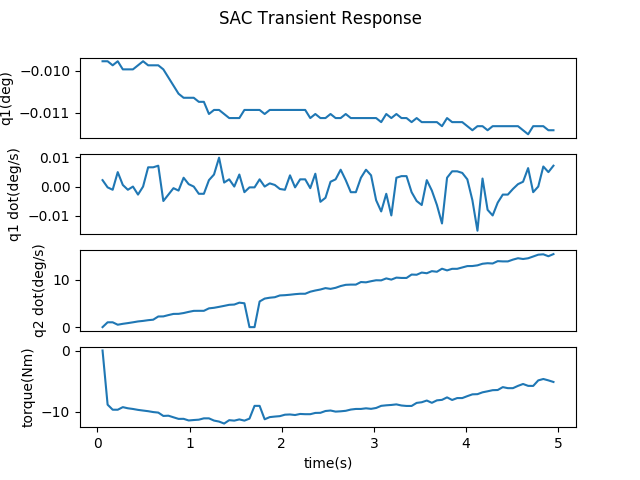 SAC Transient Response
q1(deg)
−0.010
−0.011
q1 dot(deg/s)
0.01
0.00
−0.01
q2 dot(deg/s)
10
0
torque(Nm)
0
−10
0 1 2 3 4 5
time(s)